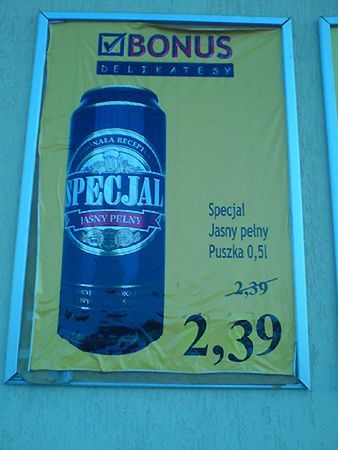 BONUS
DELIKATESY
SPECJAL
JASNY PEŁNY
Specjal
Jasny pełny
Puszka 0,5l
2,39
2,39